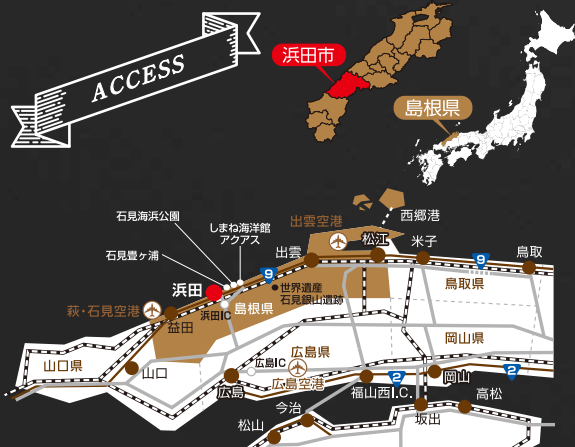 ACCESS
浜田市
島根県
西郷港
石見海浜公園
出雲空港
しまね海洋館
アクアス
松江
米子
石見畳ヶ浦
出雲
9
9
鳥取
浜田
世界遺産
石見銀山遺跡
鳥取県
萩・石見空港
浜田IC
島根県
益田
岡山県
広島県
山口県
広島IC
山口
広島空港
岡山
広島
福山西I.C.
2
2
今治
坂出
高松
松山